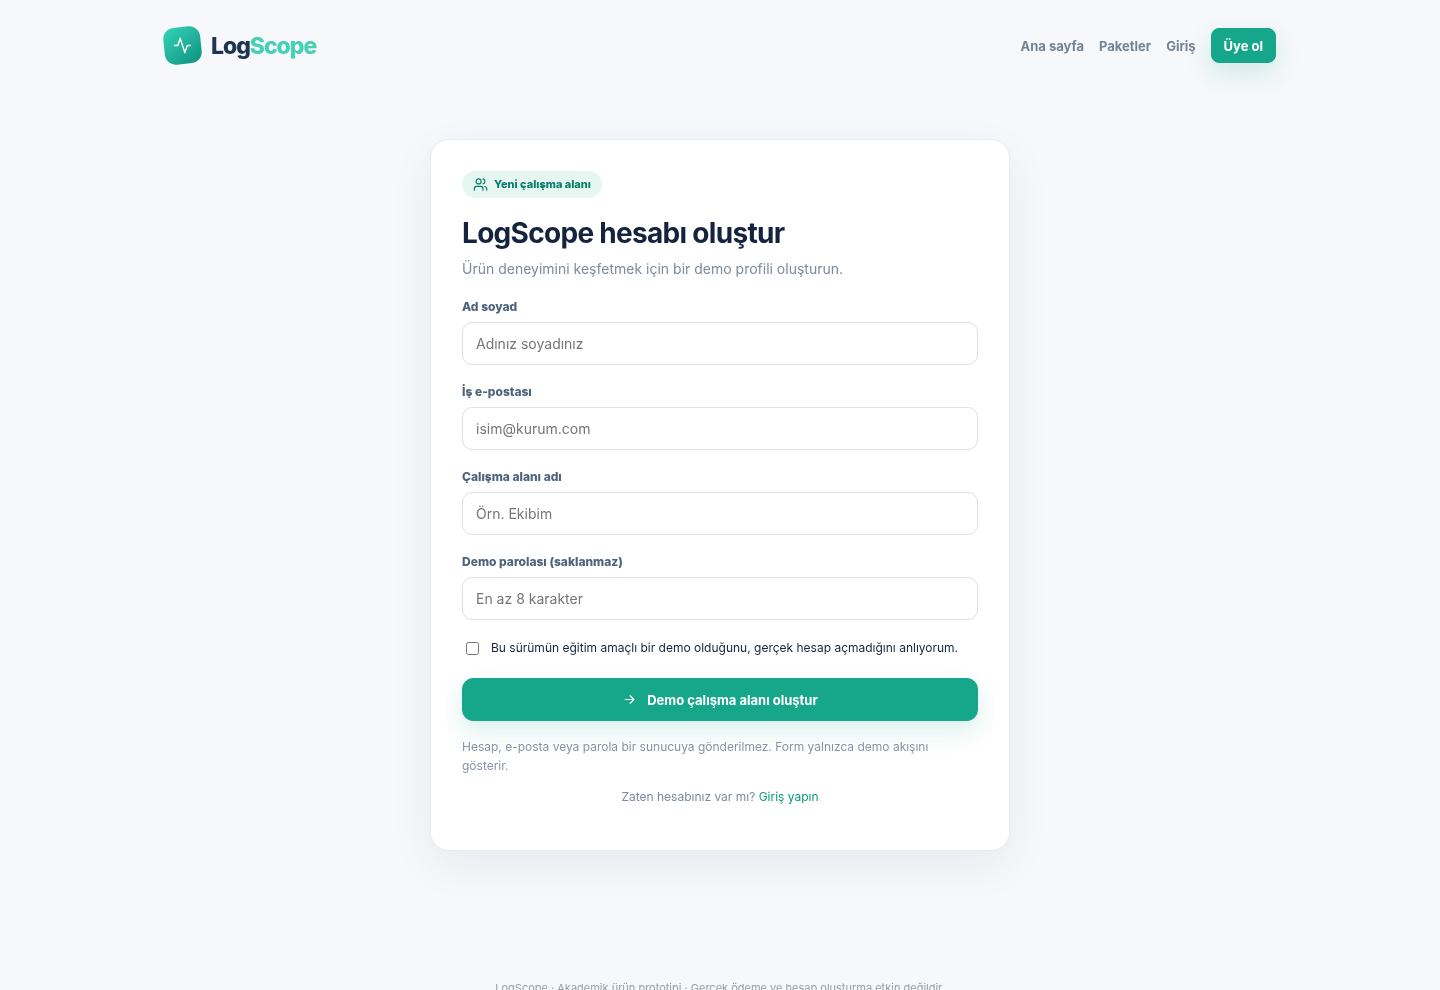 LogScope
Ana sayfa Paketler Giriş Üye ol
Yeni çalışma alanı
LogScope hesabı oluştur
Ürün deneyimini keşfetmek için bir demo profili oluşturun.
Ad soyad
Adınız soyadınız
İş e-postası
isim@kurum.com
Çalışma alanı adı
Örn. Ekibim
Demo parolası (saklanmaz)
En az 8 karakter
Bu sürümün eğitim amaçlı bir demo olduğunu, gerçek hesap açmadığını anlıyorum.
Demo çalışma alanı oluştur
Hesap, e-posta veya parola bir sunucuya gönderilmez. Form yalnızca demo akışını
gösterir.
Zaten hesabınız var mı? Giriş yapın
LogScope · Akademik ürün prototipi · Gerçek ödeme ve hesap oluşturma etkin değildir